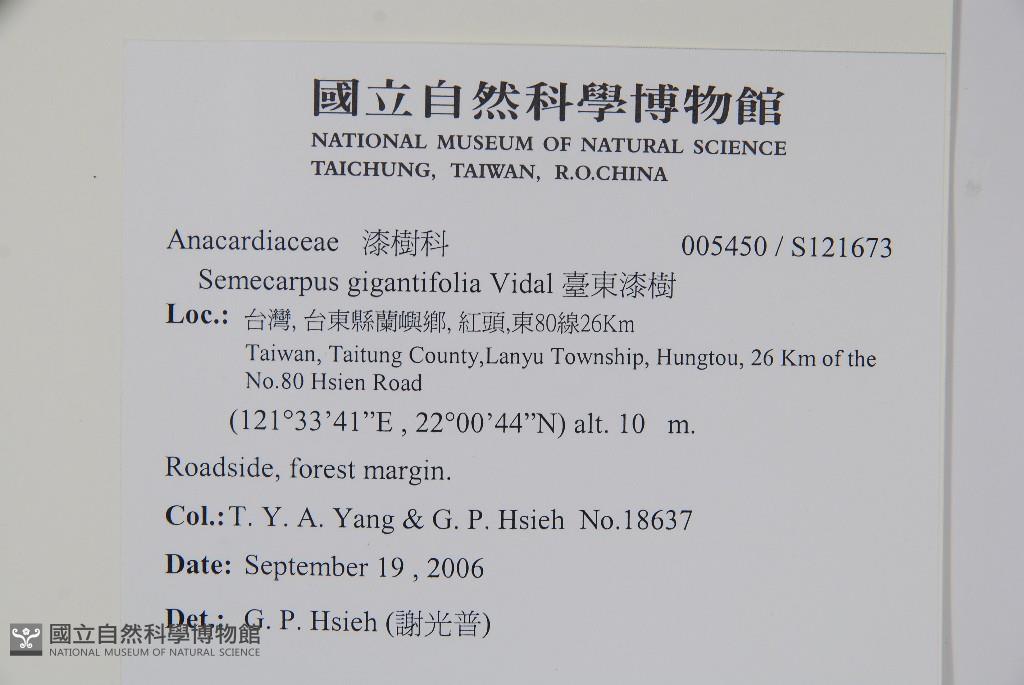 國立自然科學博物館
NATIONAL MUSEUM OF NATURAL SCIENCE
TAICHUNG, TAIWAN, R.O.CHINA
Anacardiaceae 漆樹科 005450 / S121673
Semecarpus gigantifolia Vidal 臺東漆樹
Loc.: 台灣, 台東縣蘭嶼鄉, 紅頭,東80線26Km
Taiwan, Taitung County,Lanyu Township, Hungtou, 26 Km of the
No.80 Hsien Road
(121°33’41”E , 22°00’44”N) alt. 10 m.
Roadside, forest margin.
Col.: T. Y. A. Yang & G. P. Hsieh No.18637
Date: September 19 , 2006
Det.: G. P. Hsieh (謝光普)
國立自然科學博物館
NATIONAL MUSEUM OF NATURAL SCIENCE